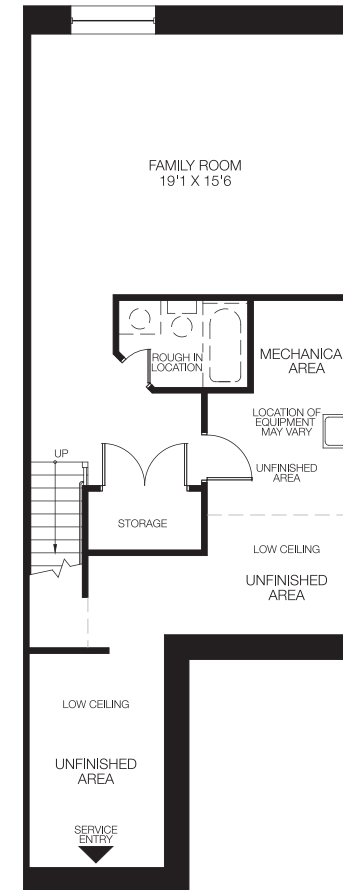 FAMILY ROOM
19'1 X 15'6
ROUGH IN
LOCATION
MECHANICA
AREA
LOCATION OF
EQUIPMENT
MAY VARY
UP
UNFINISHED
AREA
STORAGE
LOW CEILING
UNFINISHED
AREA
LOW CEILING
UNFINISHED
AREA
SERVICE
ENTRY